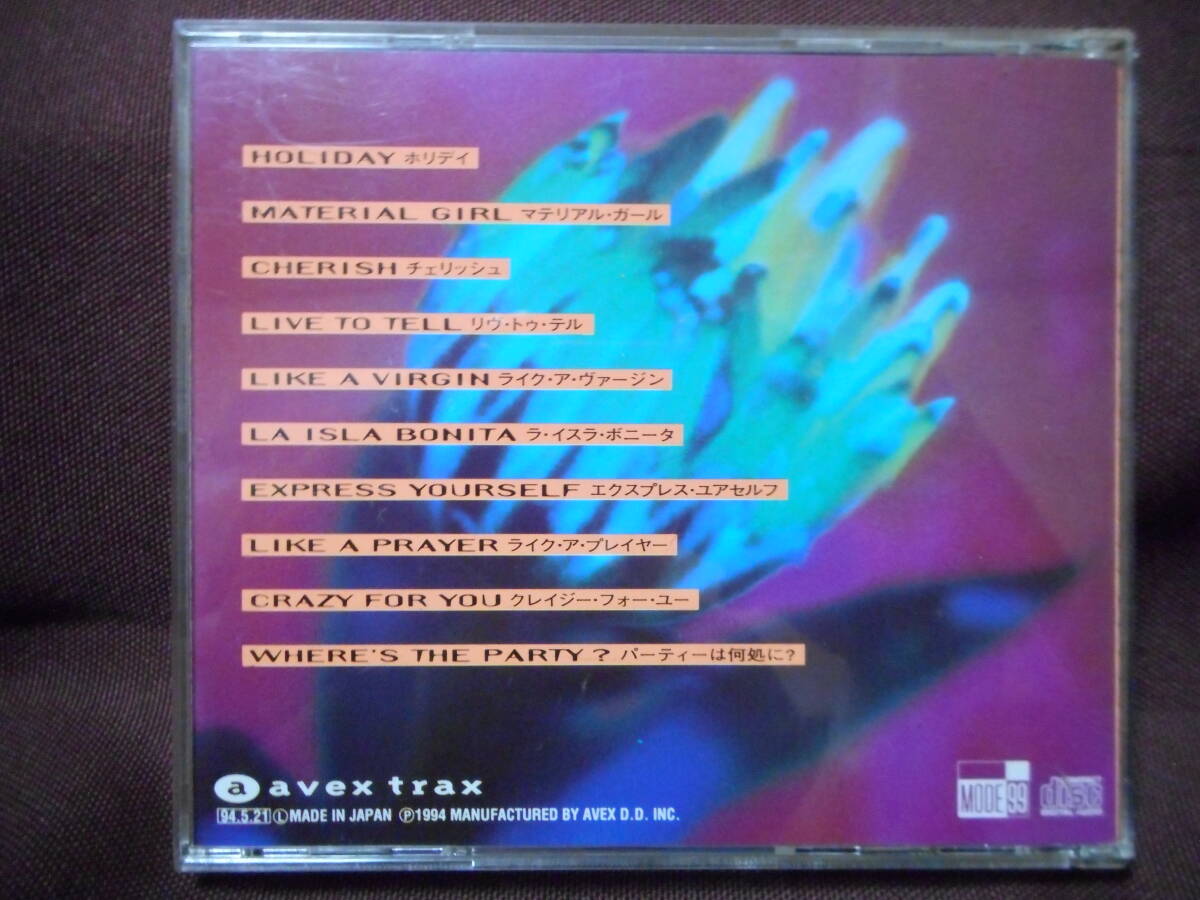 HOLIDAY ホリデイ
MATERIAL GIRL マテリアル・ガール
CHERISH チェリッシュ
LIVE TO TELL リヴ・トゥ・テル
LIKE A VIRGIN ライク・ア・ヴァージン
LA ISLA BONITA ラ・イスラ・ボニータ
EXPRESS YOURSELF エクスプレス・ユアセルフ
LIKE A PRAYER ライク・ア・プレイヤー
CRAZY FOR YOU クレイジー・フォー・ユー
WHERE'S THE PARTY? パーティーは何処に?
a avex trax
94.5.21 Ⓛ MADE IN JAPAN Ⓟ1994 MANUFACTURED BY AVEX D.D. INC.
MODE 99
disc